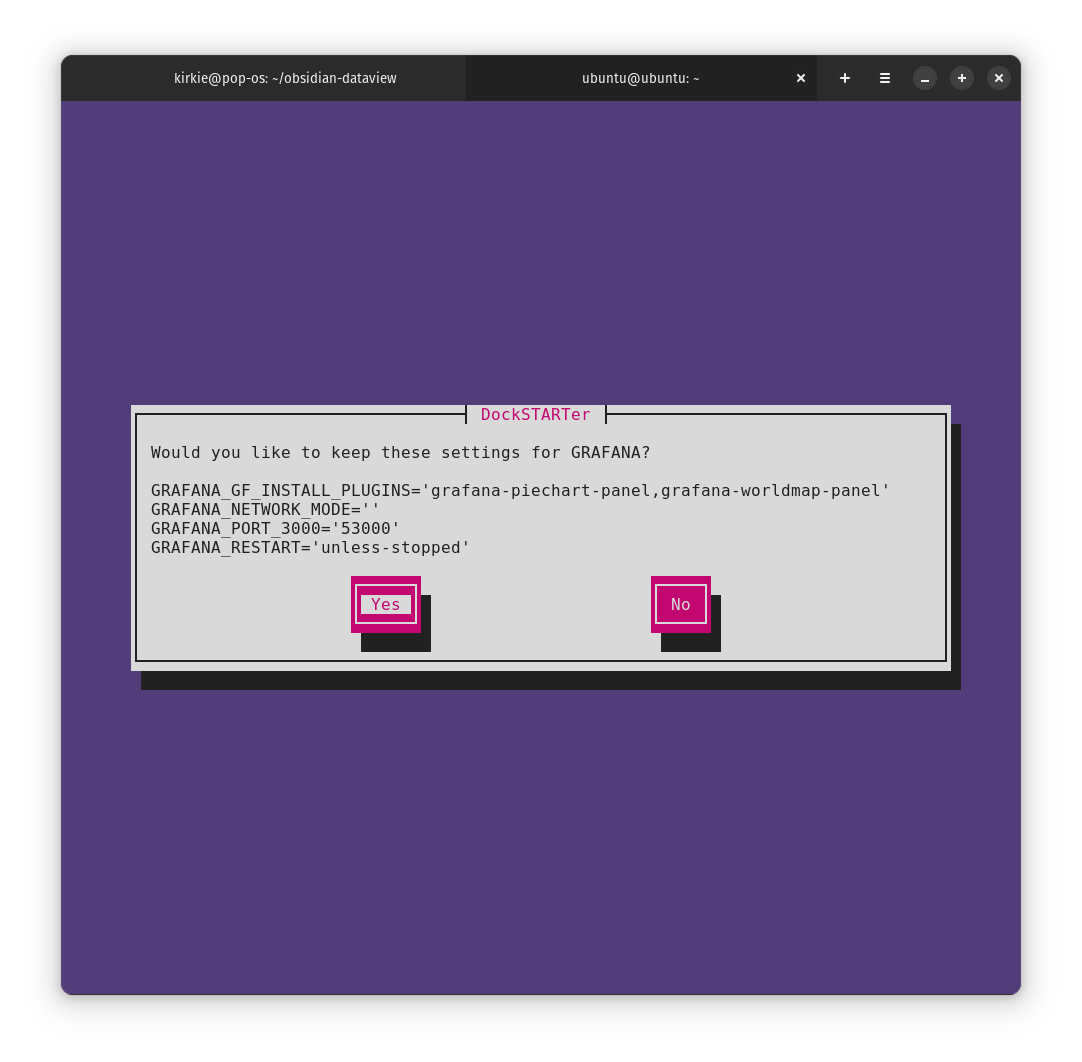 kirkie@pop-os: ~/obsidian-dataview
ubuntu@ubuntu: ~
DockSTARTer
Would you like to keep these settings for GRAFANA?
GRAFANA_GF_INSTALL_PLUGINS='grafana-piechart-panel,grafana-worldmap-panel'
GRAFANA_NETWORK_MODE=''
GRAFANA_PORT_3000='53000'
GRAFANA_RESTART='unless-stopped'
Yes
No